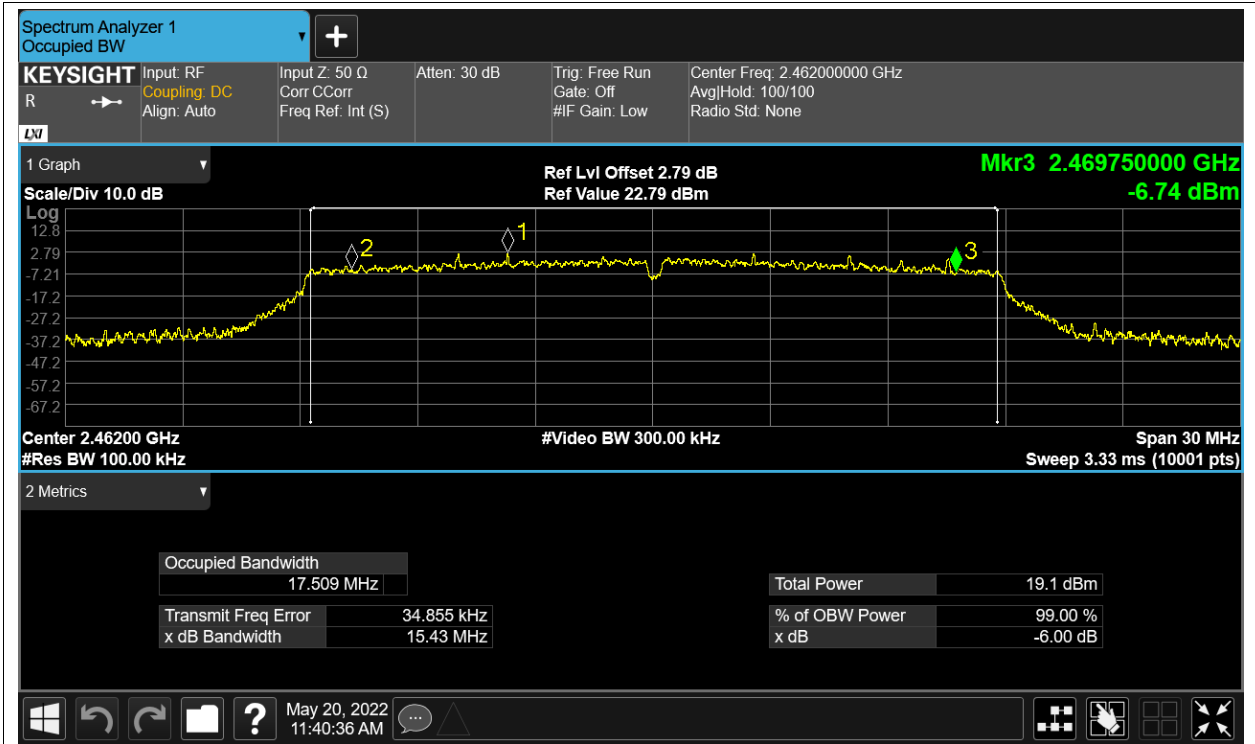 Spectrum Analyzer 1
Occupied BW
KEYSIGHT
R
LXI
Input: RF
Coupling: DC
Align: Auto
Input Z: 50 Ω
Corr CCorr
Freq Ref: Int (S)
Atten: 30 dB
Trig: Free Run
Gate: Off
#IF Gain: Low
Center Freq: 2.462000000 GHz
Avg|Hold: 100/100
Radio Std: None
1 Graph
Scale/Div 10.0 dB
Ref Lvl Offset 2.79 dB
Ref Value 22.79 dBm
Mkr3 2.469750000 GHz
-6.74 dBm
Log
12.8
2.79
-7.21
-17.2
-27.2
-37.2
-47.2
-57.2
-67.2
2
1
3
Center 2.46200 GHz
#Video BW 300.00 kHz
Span 30 MHz
#Res BW 100.00 kHz
Sweep 3.33 ms (10001 pts)
2 Metrics
Occupied Bandwidth
17.509 MHz
Total Power 19.1 dBm
Transmit Freq Error 34.855 kHz
% of OBW Power 99.00 %
x dB Bandwidth 15.43 MHz
x dB -6.00 dB
?
May 20, 2022
11:40:36 AM